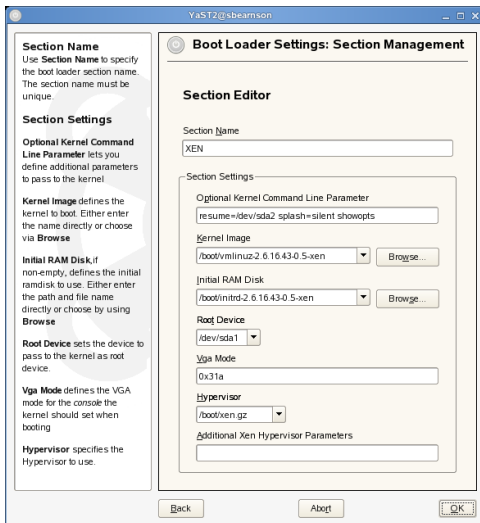 YaST2@sbearnson
Section Name
Use Section Name to specify
the boot loader section name.
The section name must be
unique.
Section Settings
Optional Kernel Command
Line Parameter lets you
define additional parameters
to pass to the kernel
Kernel Image defines the
kernel to boot. Either enter
the name directly or choose
via Browse
Initial RAM Disk,if
non-empty, defines the initial
ramdisk to use. Either enter
the path and file name
directly or choose by using
Browse
Root Device sets the device to
pass to the kernel as root
device.
Vga Mode defines the VGA
mode for the console the
kernel should set when
booting
Hypervisor specifies the
Hypervisor to use.
Boot Loader Settings: Section Management
Section Editor
Section Name
XEN
Section Settings
Optional Kernel Command Line Parameter
resume=/dev/sda2 splash=silent showopts
Kernel Image
/boot/vmlinuz-2.6.16.43-0.5-xen
Browse...
Initial RAM Disk
/boot/initrd-2.6.16.43-0.5-xen
Browse...
Root Device
/dev/sda1
Vga Mode
0x31a
Hypervisor
/boot/xen.gz
Additional Xen Hypervisor Parameters
Back
Abort
OK